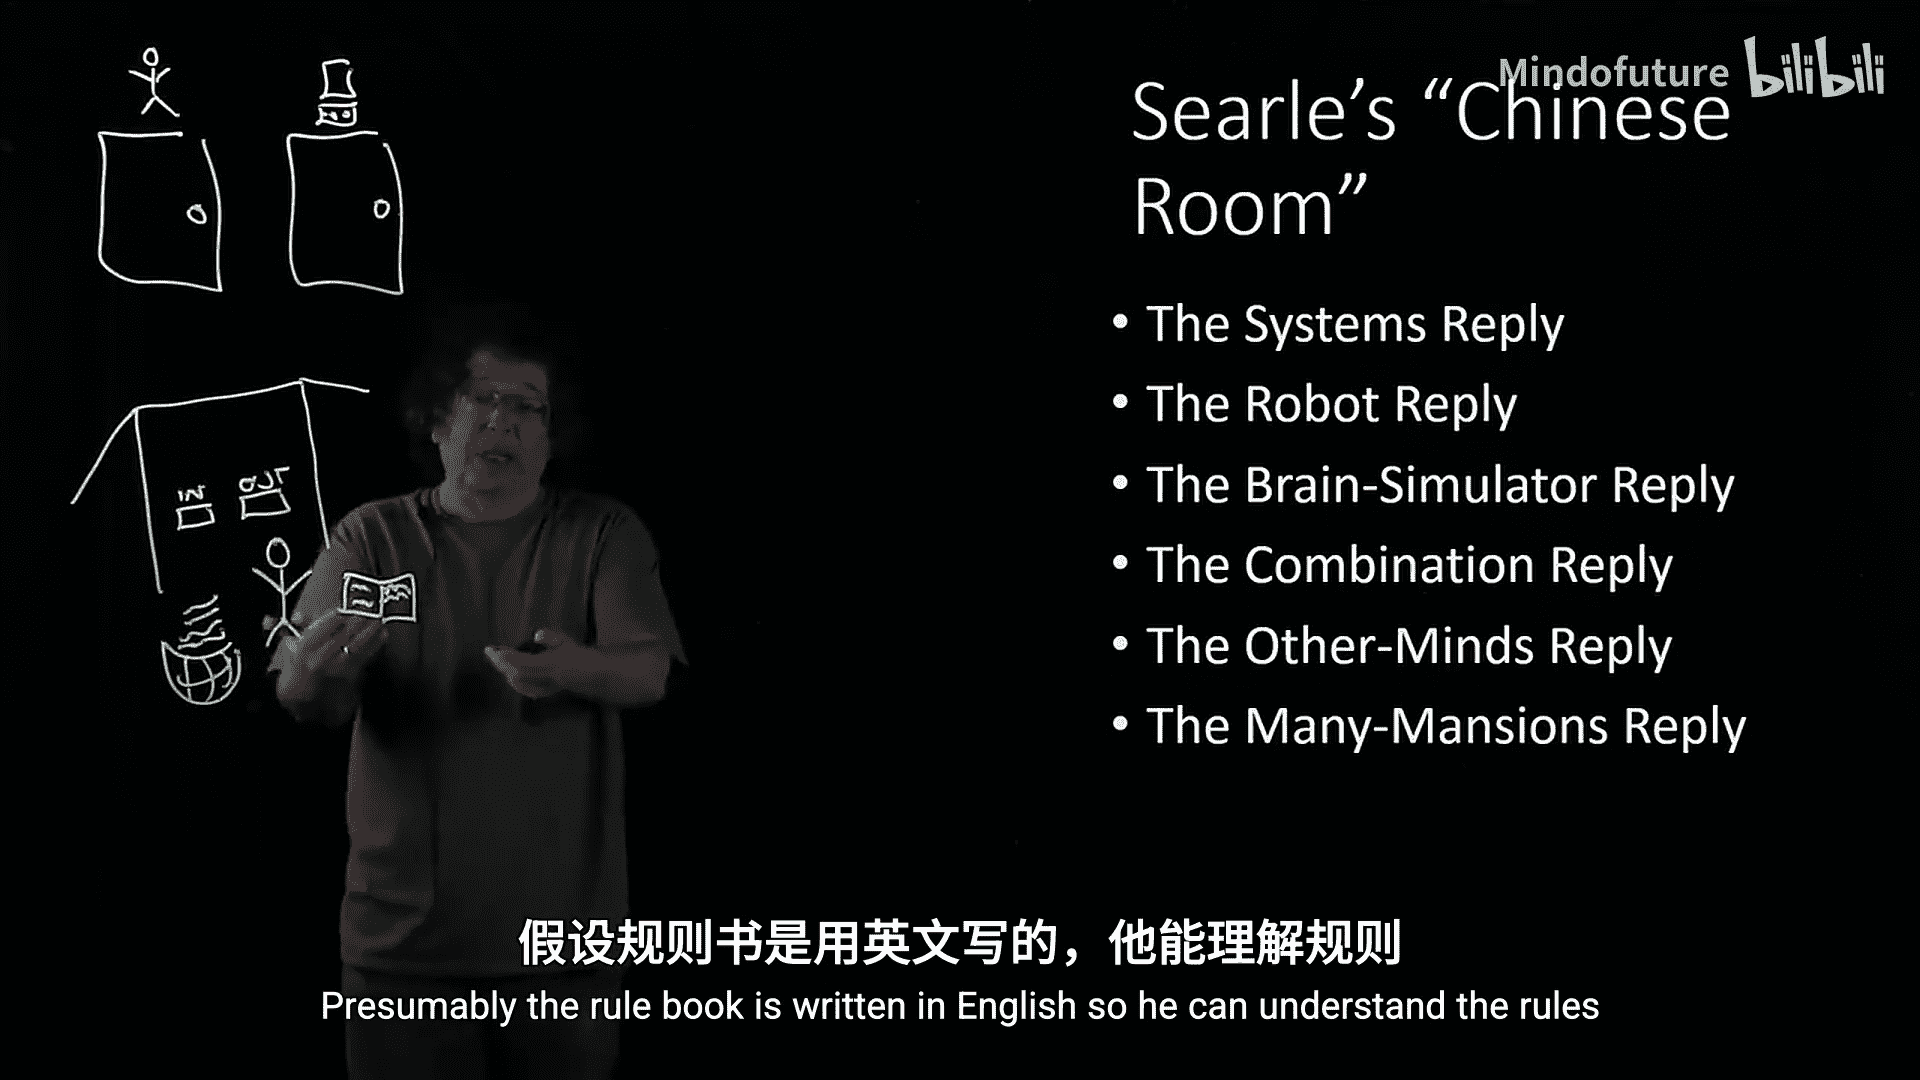 Mindofuture bilibili
Searle’s “Chinese
Room”
• The Systems Reply
• The Robot Reply
• The Brain-Simulator Reply
• The Combination Reply
• The Other-Minds Reply
• The Many-Mansions Reply
IN OUT
假设规则书是用英文写的，他能理解规则
Presumably the rule book is written in English so he can understand the rules